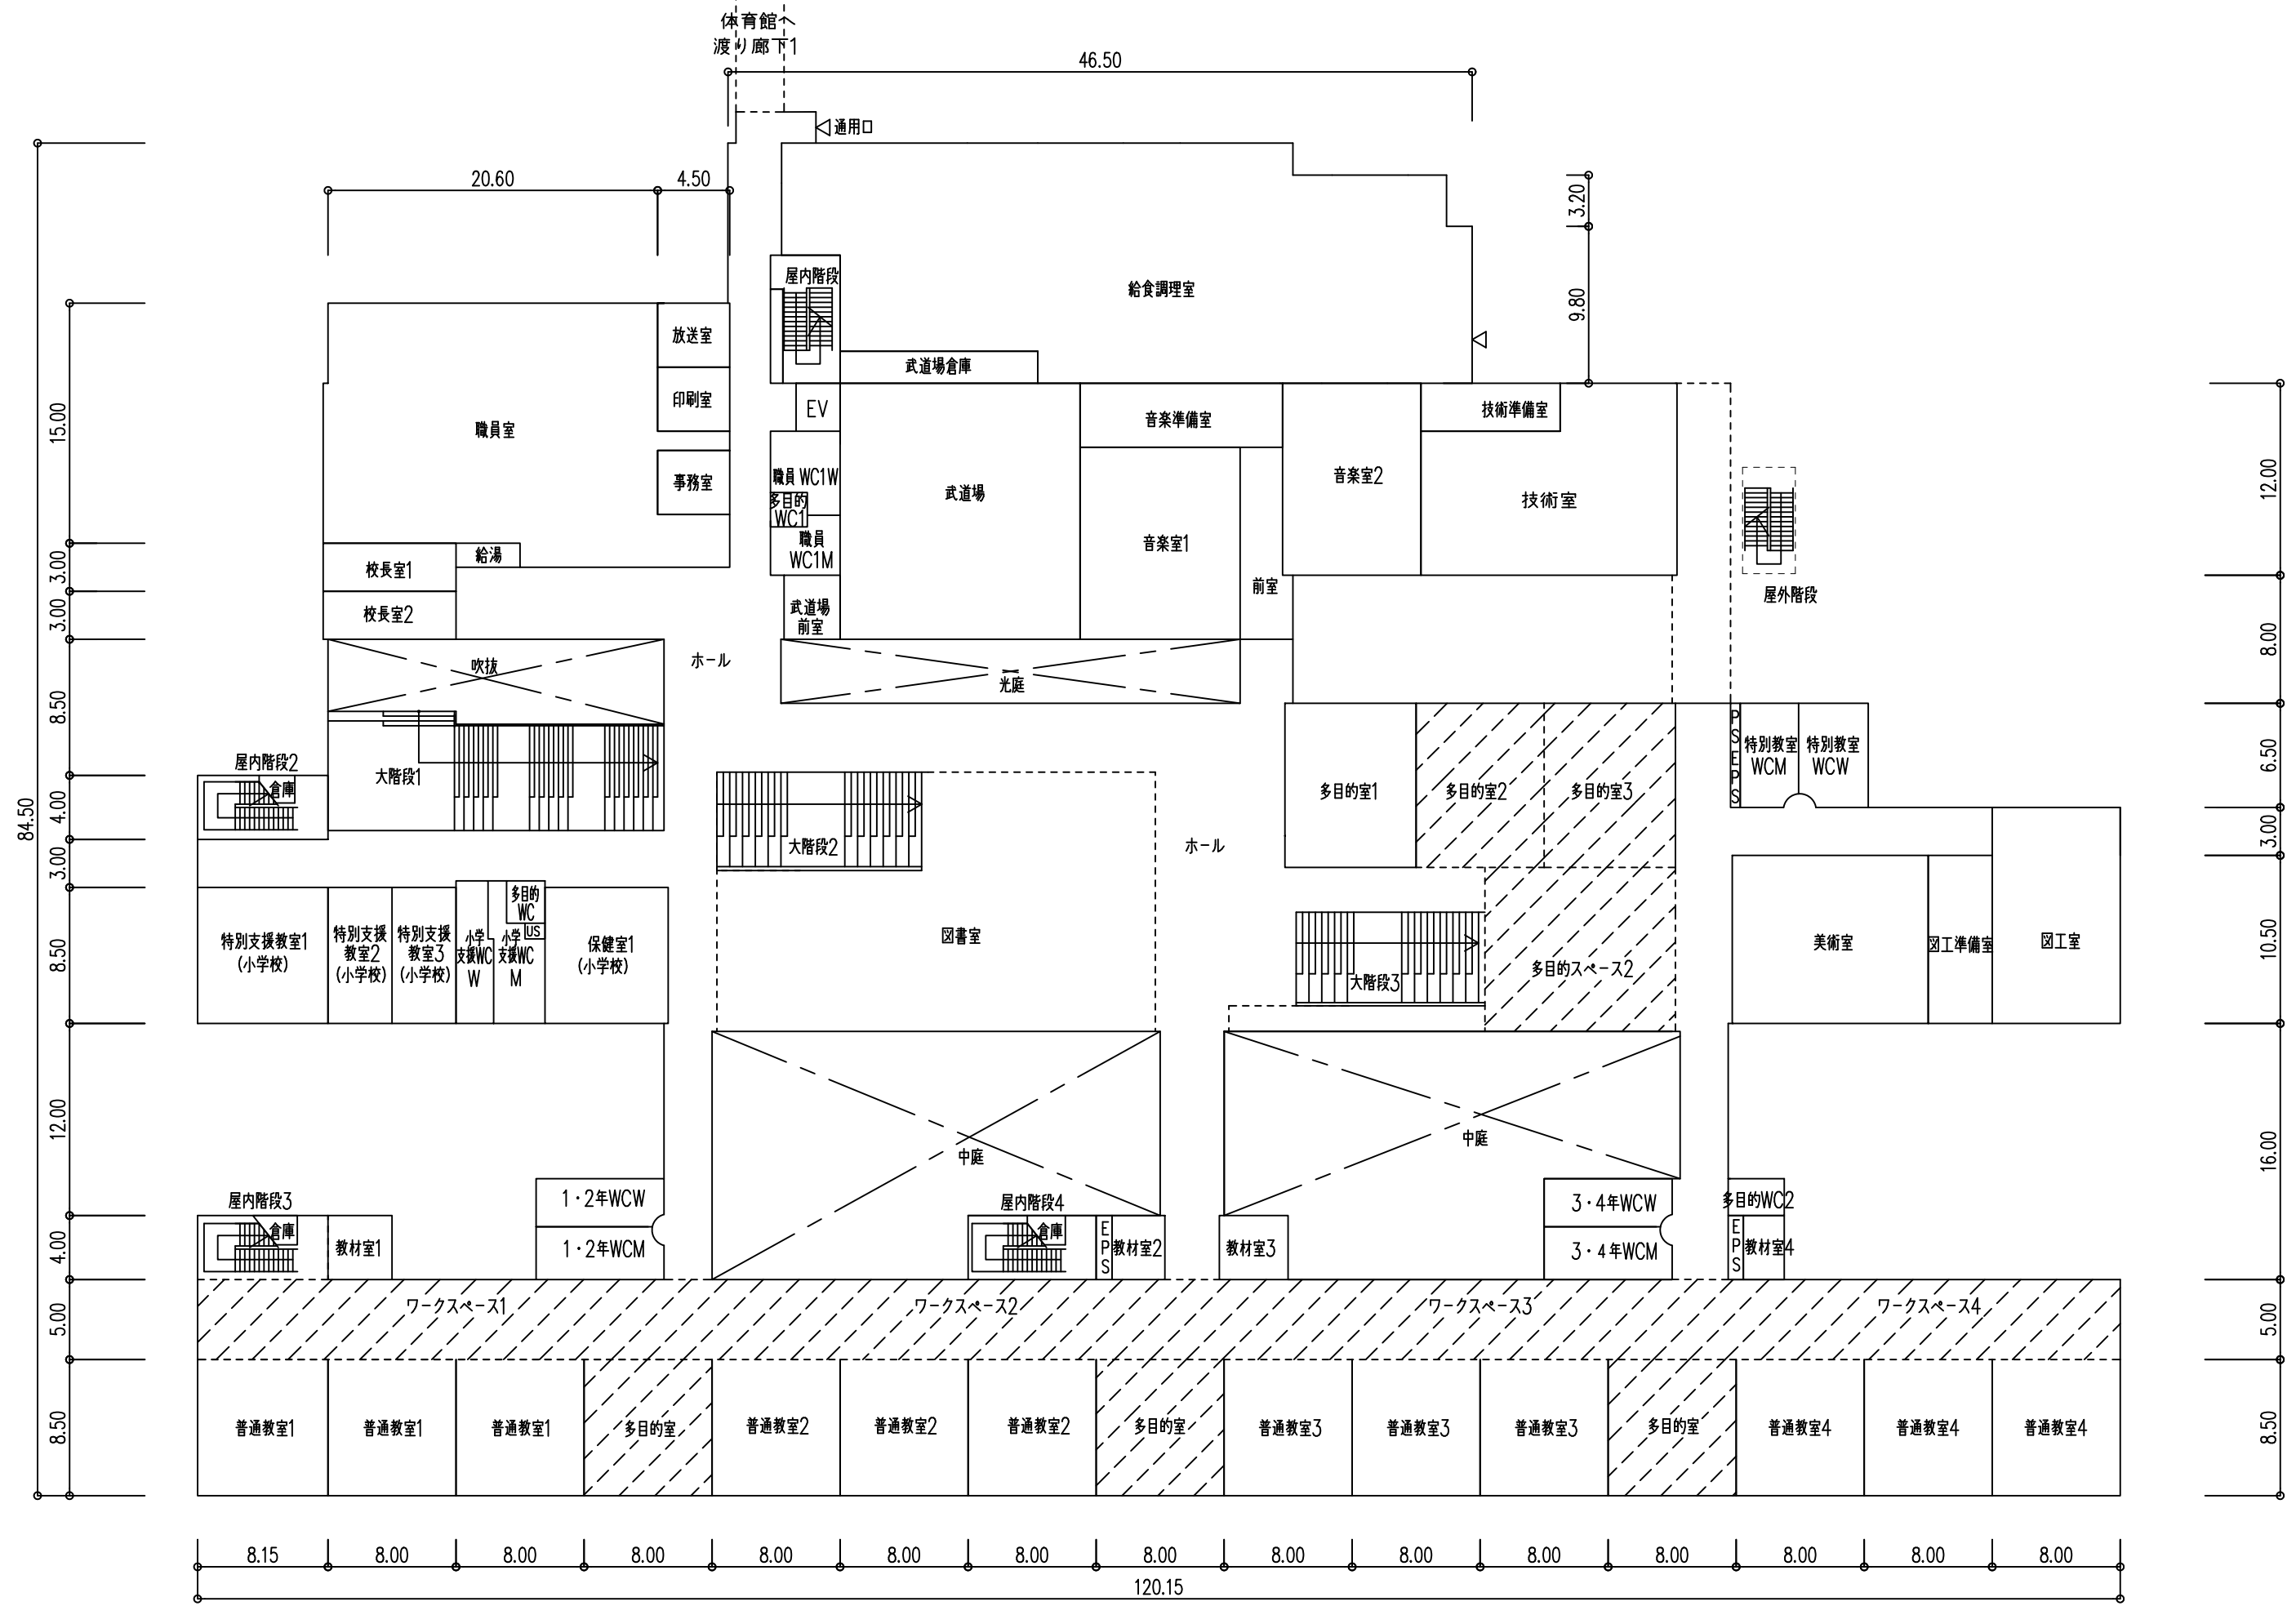 体育館へ
渡り廊下1
46.50
通用口
20.60
4.50
3.20
9.80
屋内階段
給食調理室
放送室
武道場倉庫
印刷室
EV
音楽準備室
技術準備室
15.00
職員室
事務室
職員 WC1W
多目的
WC1
職員
WC1M
武道場
音楽室2
技術室
12.00
音楽室1
給湯
校長室1
3.00
前室
屋外階段
校長室2
3.00
武道場
前室
8.00
吹抜
ホール
光庭
8.50
PS
EPS
特別教室
WCM
特別教室
WCW
6.50
屋内階段2
倉庫
大階段1
多目的室1
多目的室2
多目的室3
84.50
4.00
大階段2
ホール
3.00
3.00
多目的
WC
US
特別支援教室1
(小学校)
特別支援
教室2
(小学校)
特別支援
教室3
(小学校)
小学
支援WC
W
小学
支援WC
M
保健室1
(小学校)
8.50
図書室
美術室
図工準備室
図工室
10.50
大階段3
多目的スペース2
12.00
中庭
中庭
16.00
屋内階段3
倉庫
1・2年WCW
屋内階段4
倉庫
3・4年WCW
多目的WC2
4.00
教材室1
1・2年WCM
EPS
教材室2
教材室3
3・4年WCM
EPS
教材室4
5.00
ワークスペース1
ワークスペース2
ワークスペース3
ワークスペース4
5.00
8.50
普通教室1
普通教室1
普通教室1
多目的室
普通教室2
普通教室2
普通教室2
多目的室
普通教室3
普通教室3
普通教室3
多目的室
普通教室4
普通教室4
普通教室4
8.50
8.15
8.00
8.00
8.00
8.00
8.00
8.00
8.00
8.00
8.00
8.00
8.00
8.00
8.00
8.00
120.15